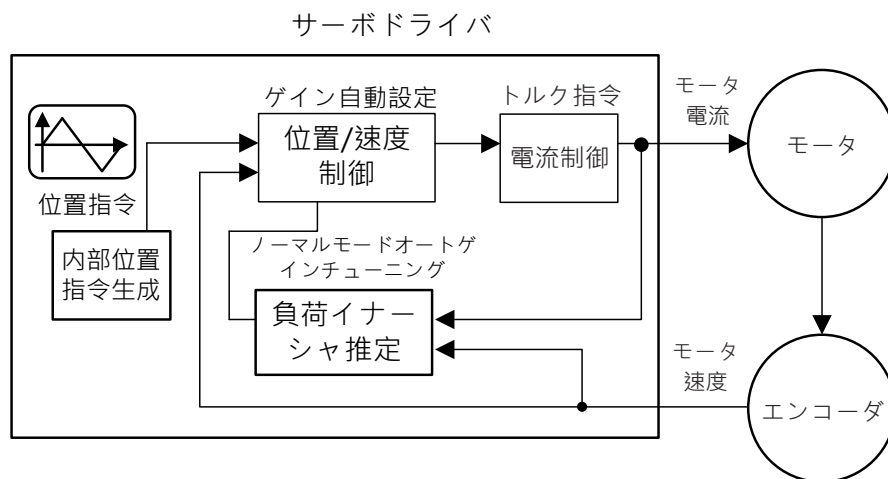 サーボドライバ
ゲイン自動設定
トルク指令
モータ
電流
位置/速度
制御
電流制御
モータ
位置指令
内部位置
指令生成
ノーマルモードオートゲ
インチューニング
負荷イナー
シャ推定
モータ
速度
エンコーダ